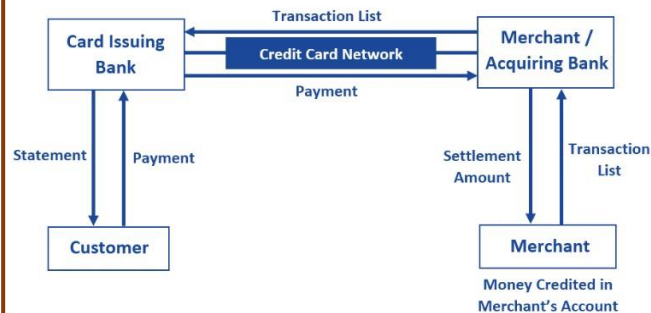 Transaction List
Card Issuing
Bank
Credit Card Network
Merchant /
Acquiring Bank
Payment
Statement
Payment
Settlement
Amount
Transaction
List
Customer
Merchant
Money Credited in
Merchant's Account